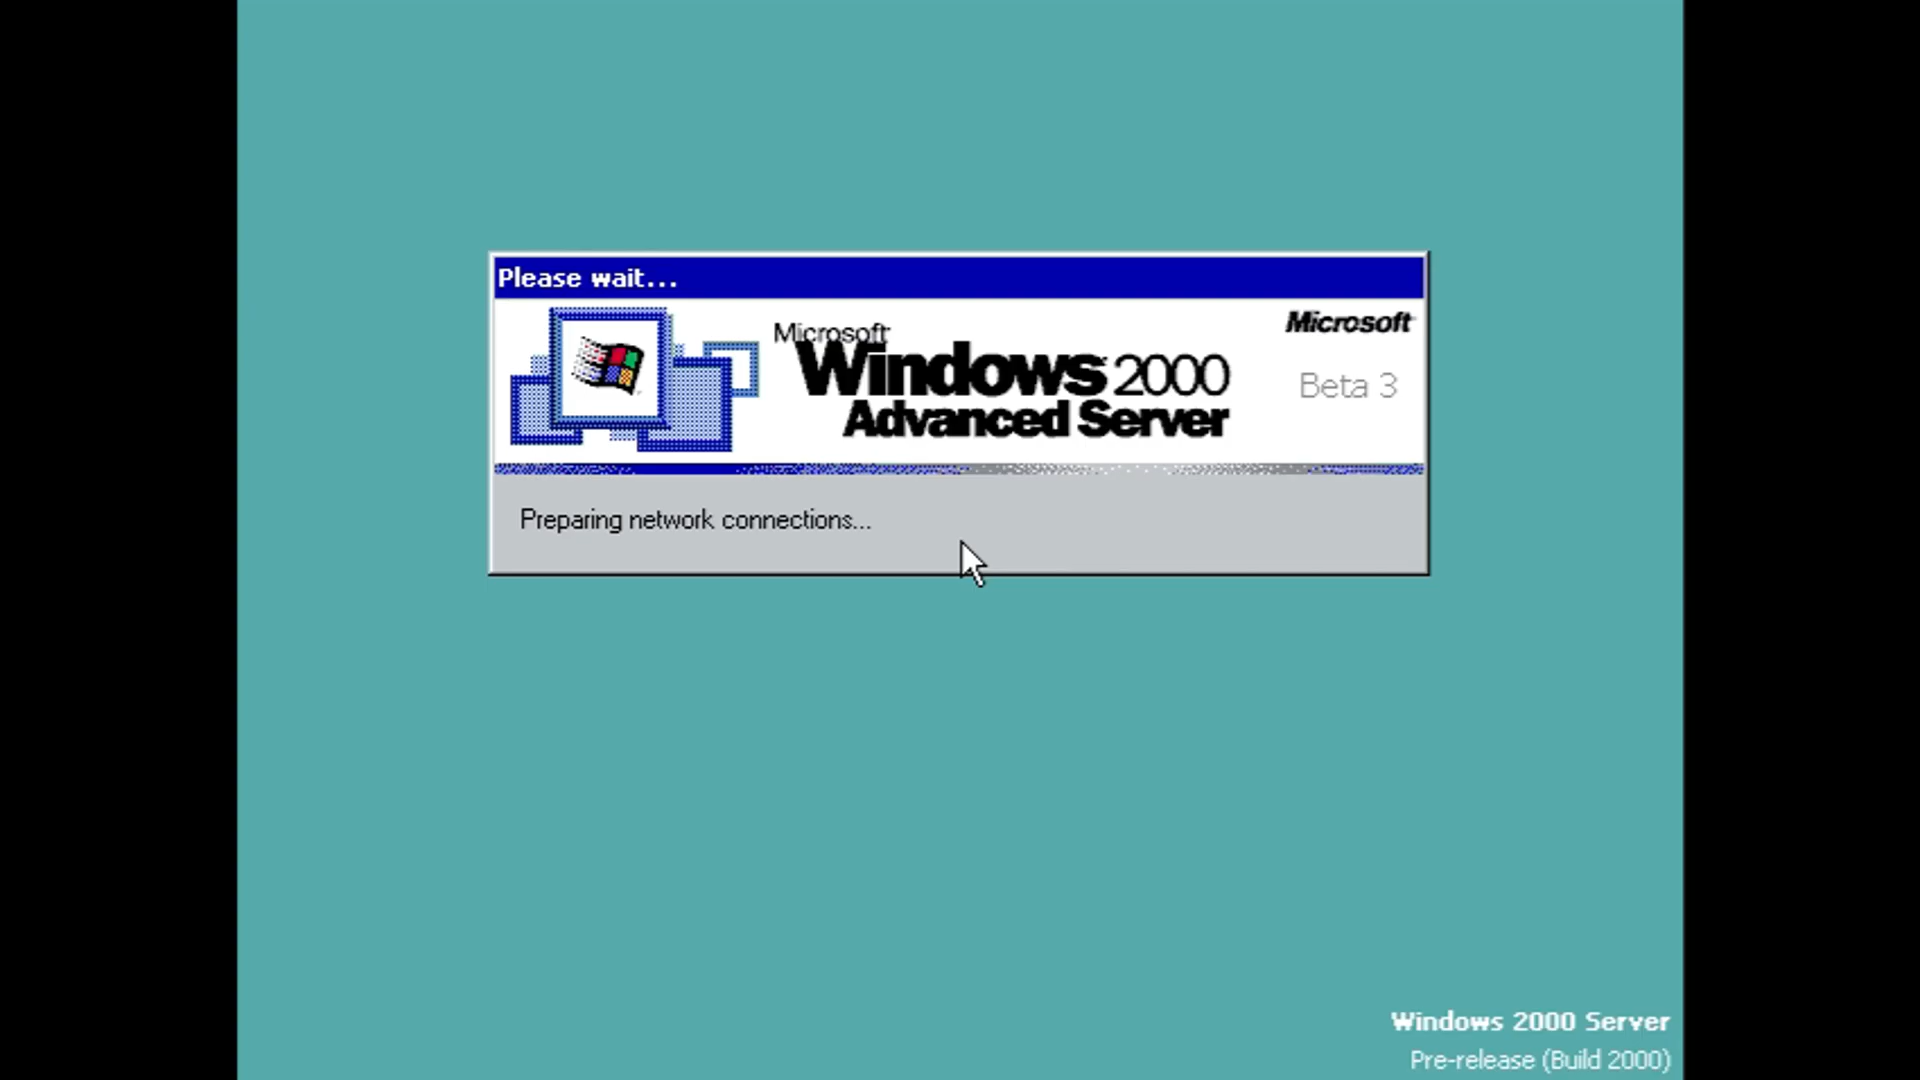 Please wait...
Microsoft
Microsoft
Windows 2000
Beta 3
Advanced Server
Preparing network connections...
Windows 2000 Server
Pre-release (Build 2000)